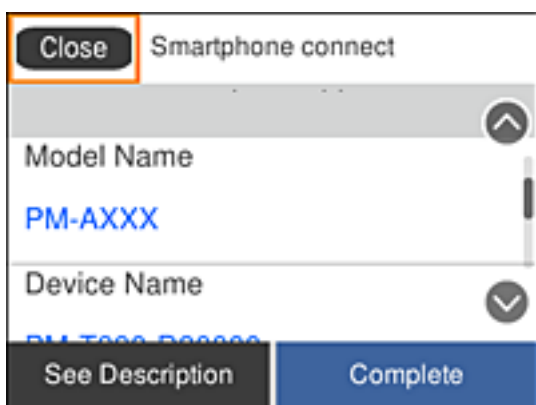 Close
Smartphone connect
Model Name
PM-AXXX
Device Name
See Description
Complete